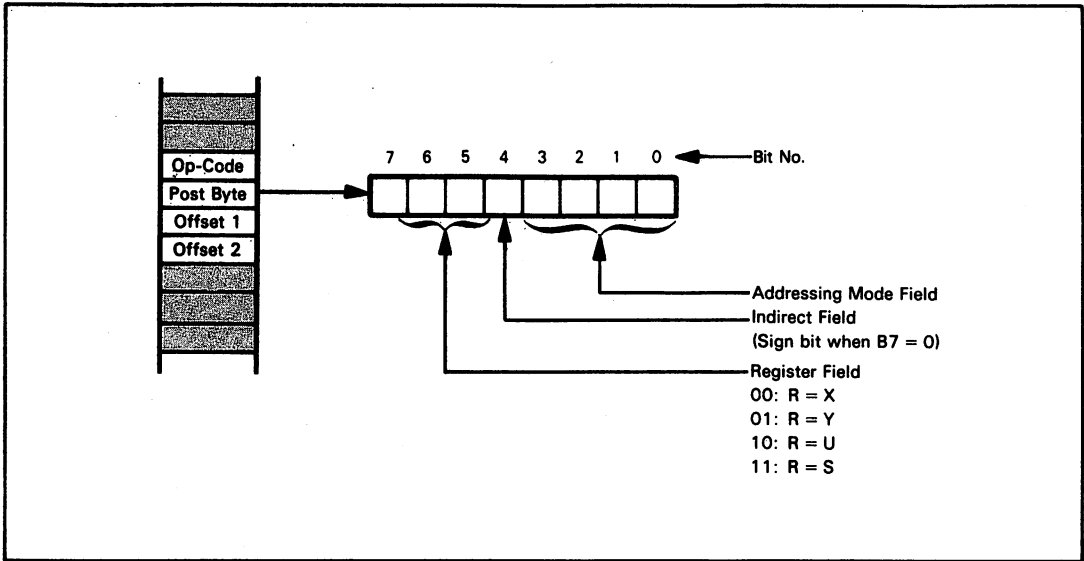 7 6 5 4 3 2 1 0 Bit No.
Op-Code
Post Byte
Offset 1
Offset 2
Addressing Mode Field
Indirect Field
(Sign bit when B7 = 0)
Register Field
00: R = X
01: R = Y
10: R = U
11: R = S